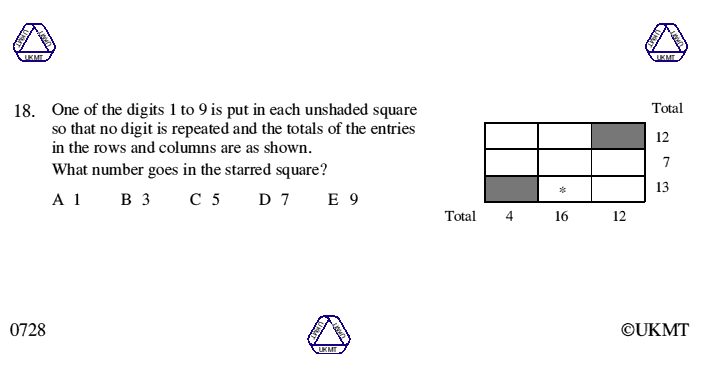 UKMT
UKMT
18. One of the digits 1 to 9 is put in each unshaded square
so that no digit is repeated and the totals of the entries
in the rows and columns are as shown.
What number goes in the starred square?
A 1 B 3 C 5 D 7 E 9
Total
12
7
* 13
Total 4 16 12
0728
UKMT
©UKMT